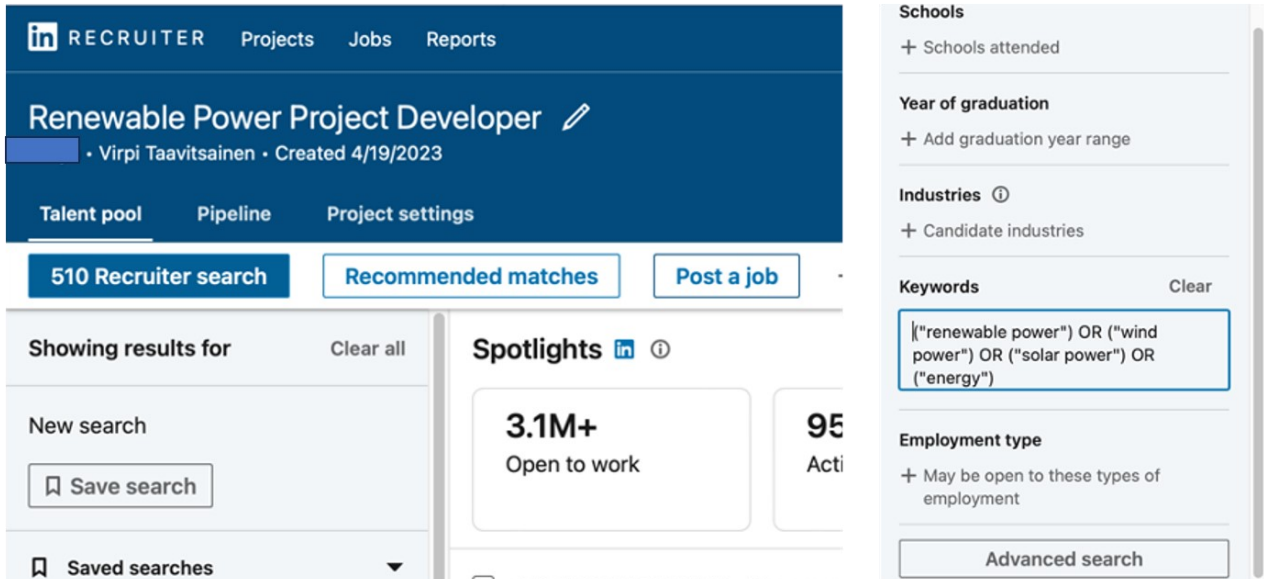 in RECRUITER Projects Jobs Reports
Renewable Power Project Developer
• Virpi Taavitsainen • Created 4/19/2023
Talent pool Pipeline Project settings
510 Recruiter search Recommended matches Post a job
Showing results for Clear all
New search
Save search
Saved searches
Spotlights in
3.1M+
Open to work
95
Acti
Schools
+ Schools attended
Year of graduation
+ Add graduation year range
Industries
+ Candidate industries
Keywords Clear
("renewable power") OR ("wind
power") OR ("solar power") OR
("energy")
Employment type
+ May be open to these types of
employment
Advanced search